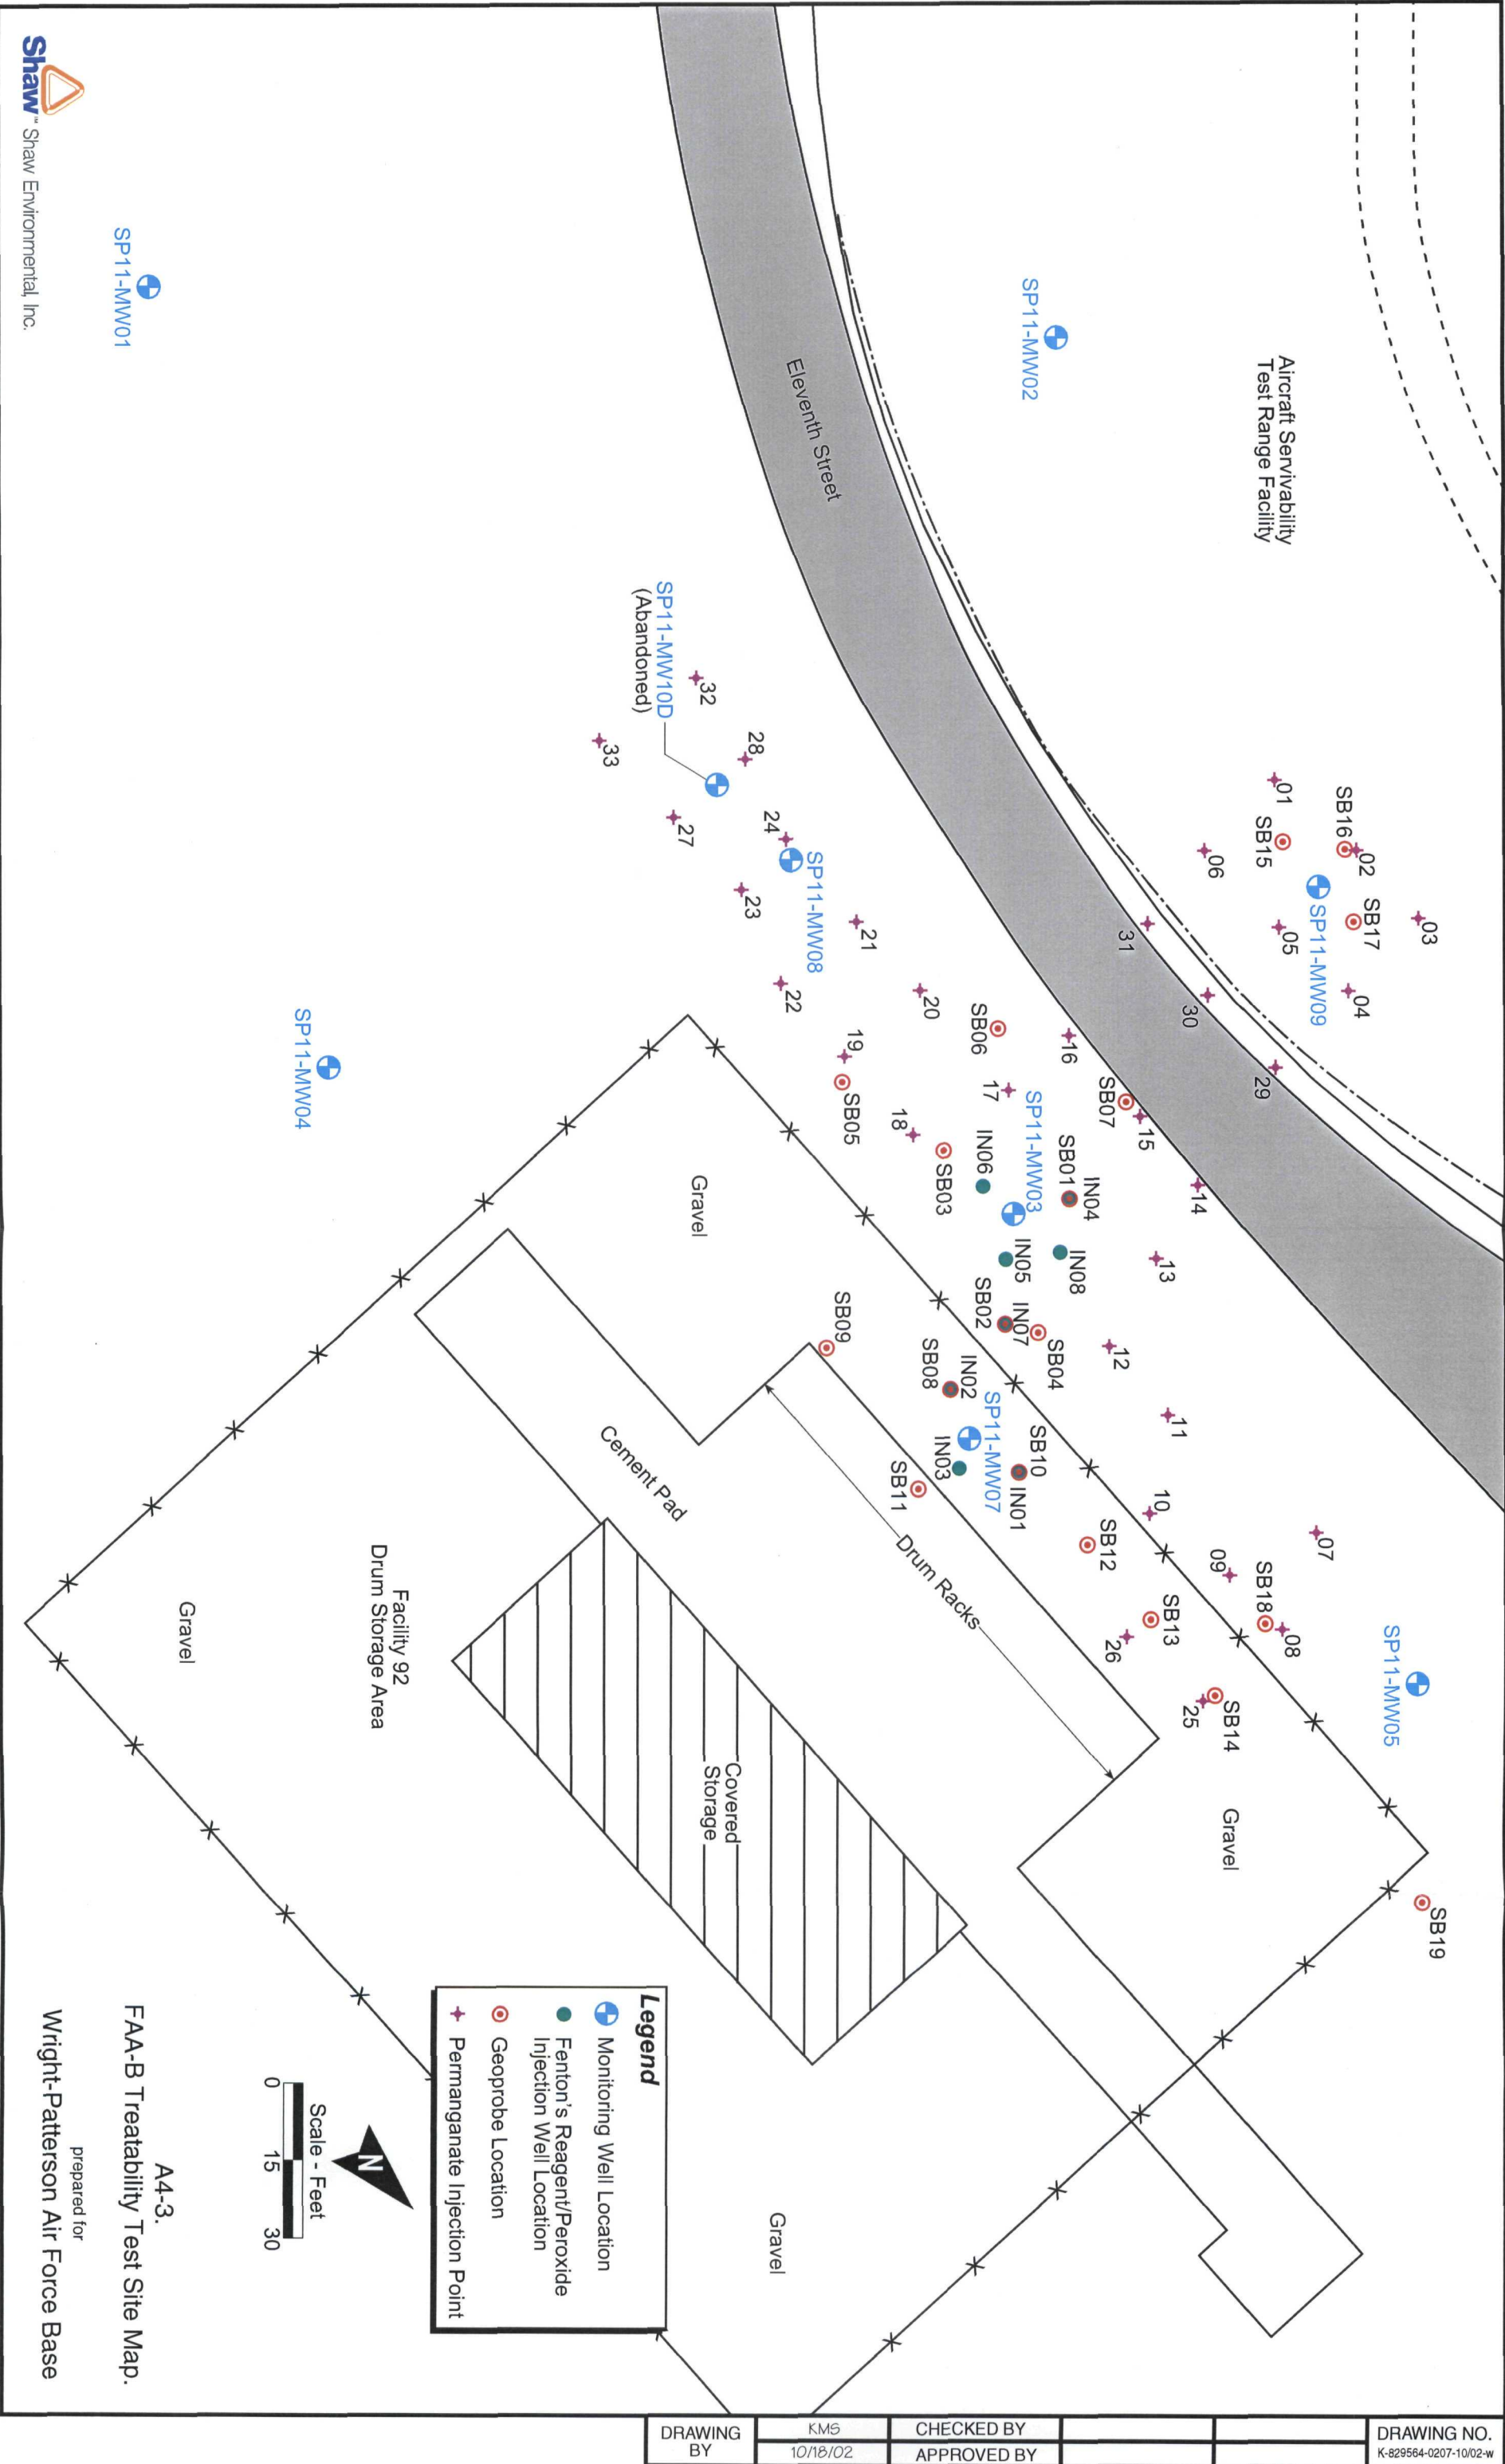 Aircraft Servivability
Test Range Facility
Eleventh Street
SP11-MW01
SP11-MW02
03
SB17
04
SP11-MW09
SB16
02
01
SB15
05
06
31
30
29
SP11-MW10D
(Abandoned)
32
33
28
27
24
SP11-MW08
23
21
22
20
19
SB05
SB06
16
17
18
SB03
SP11-MW03
IN06
SB07
15
14
IN04
SB01
IN08
IN05
13
IN07
SB02
SB04
12
11
IN02
SB08
SP11-MW07
IN03
SB10
IN01
SB09
SB11
10
SB12
07
09
SB18
08
SB13
26
SB14
25
SP11-MW05
SB19
SP11-MW04
Gravel
Drum Racks
Cement Pad
Gravel
Covered
Storage
Facility 92
Drum Storage Area
Gravel
Gravel
Legend
Monitoring Well Location
Fenton's Reagent/Peroxide
Injection Well Location
Geoprobe Location
Permanganate Injection Point
N
Scale - Feet
0 15 30
A4-3.
FAA-B Treatability Test Site Map.
prepared for
Wright-Patterson Air Force Base
Shaw™ Shaw Environmental, Inc.
DRAWING
BY
KMS
10/18/02
CHECKED BY
APPROVED BY
DRAWING NO.
K-829564-0207-10/02-w